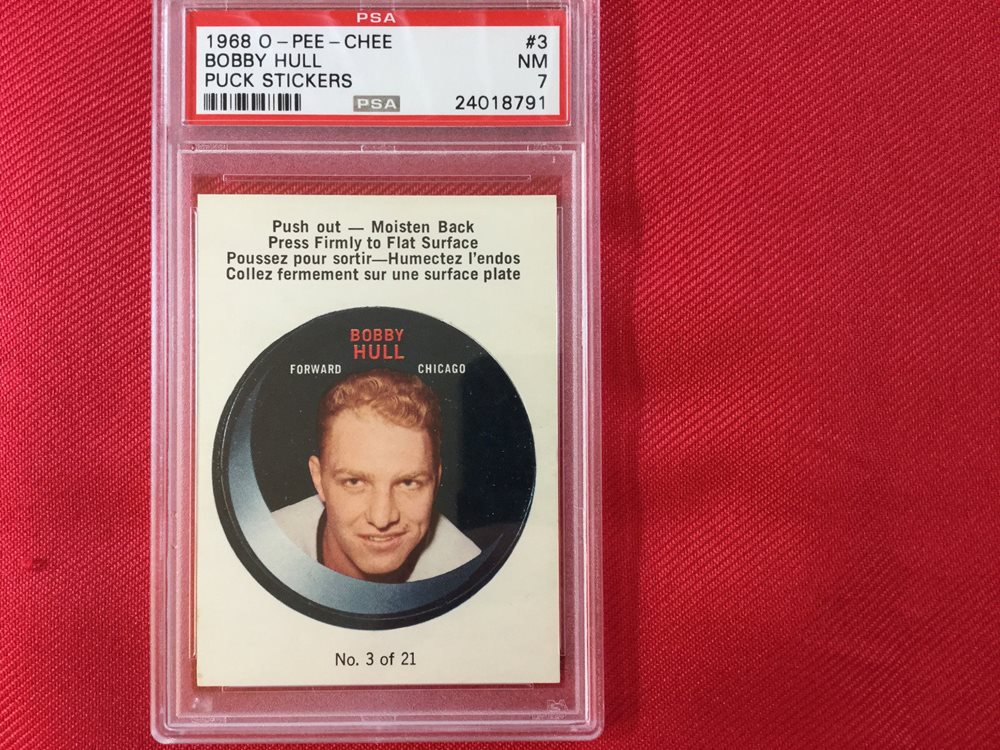 PSA
1968 O-PEE-CHEE #3
BOBBY HULL NM
PUCK STICKERS 7
PSA 24018791
Push out — Moisten Back
Press Firmly to Flat Surface
Poussez pour sortir—Humectez l'endos
Collez fermement sur une surface plate
BOBBY
HULL
FORWARD CHICAGO
No. 3 of 21